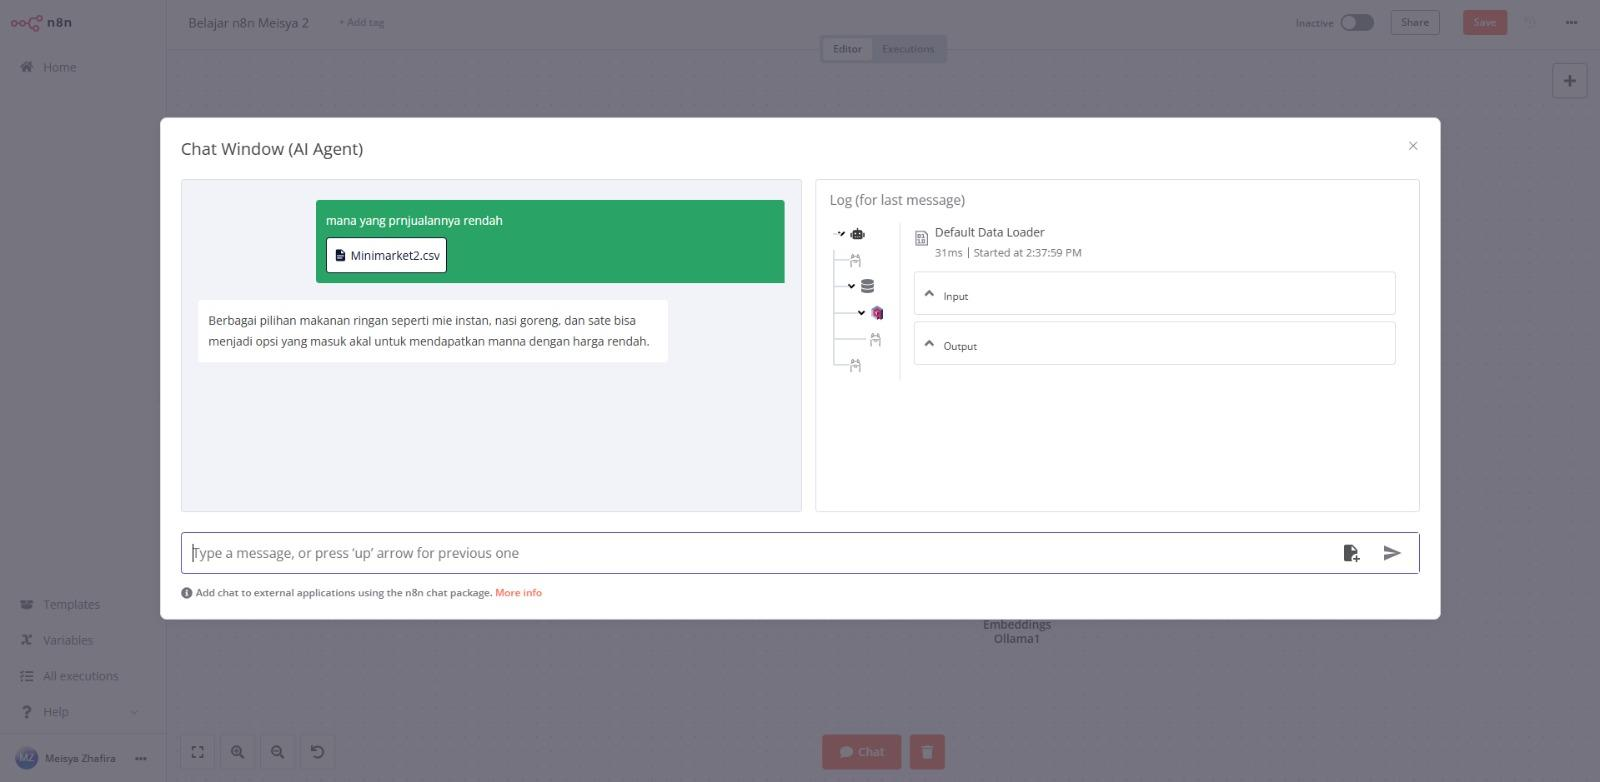 n8n
Belajar n8n Meisya 2
+ Add tag
Inactive
Share
Save
Editor
Executions
Home
Chat Window (AI Agent)
mana yang prnjualannya rendah
Minimarket2.csv
Berbagai pilihan makanan ringan seperti mie instan, nasi goreng, dan sate bisa
menjadi opsi yang masuk akal untuk mendapatkan manna dengan harga rendah.
Log (for last message)
Default Data Loader
31ms | Started at 2:37:59 PM
Input
Output
Type a message, or press ‘up’ arrow for previous one
Add chat to external applications using the n8n chat package. More info
Embeddings
Ollama1
Templates
Variables
All executions
Help
MZ
Meisya Zhafira
Chat